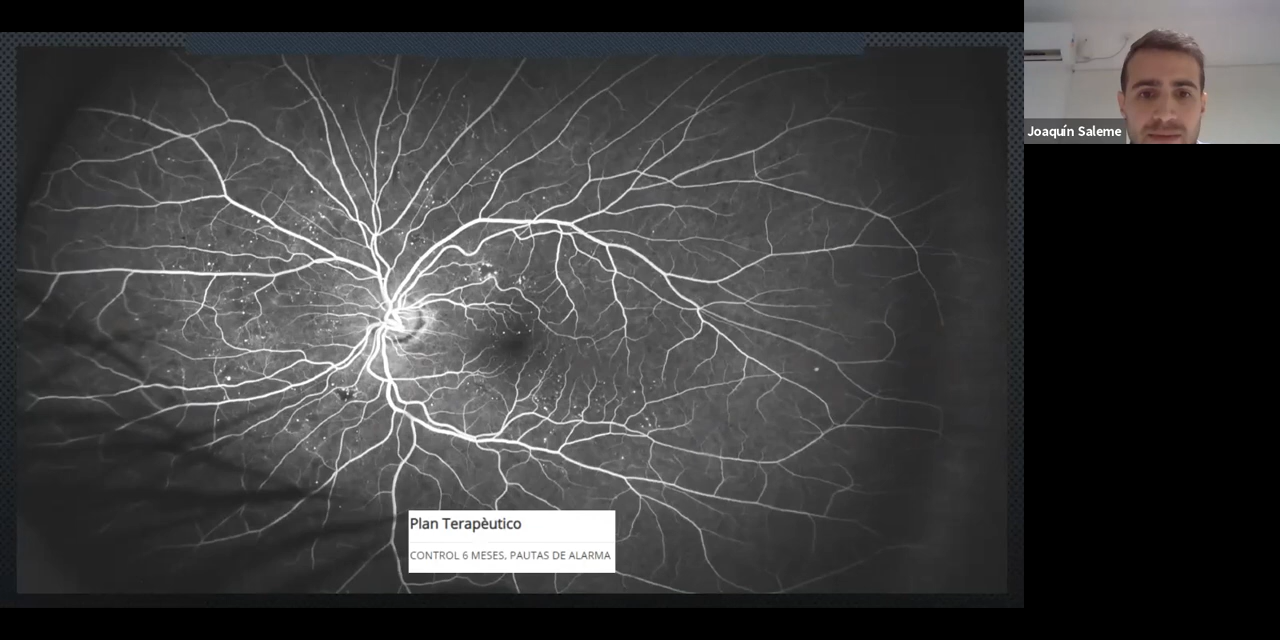 Joaquín Saleme
Plan Terapèutico
CONTROL 6 MESES, PAUTAS DE ALARMA